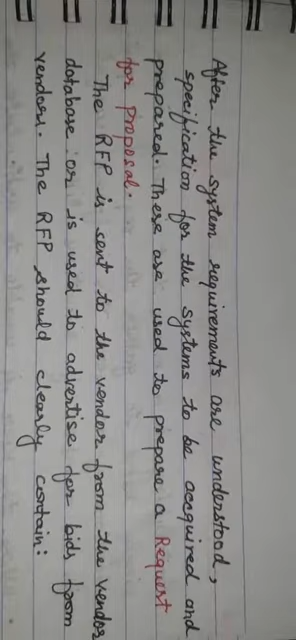 After the system requirements are understood,
specification for the systems to be acquired and
prepared. These are used to prepare a Request
for Proposal.
The RFP is sent to the vendor from the vendor
database or is used to advertise for bids from
vendors. The RFP should clearly contain: